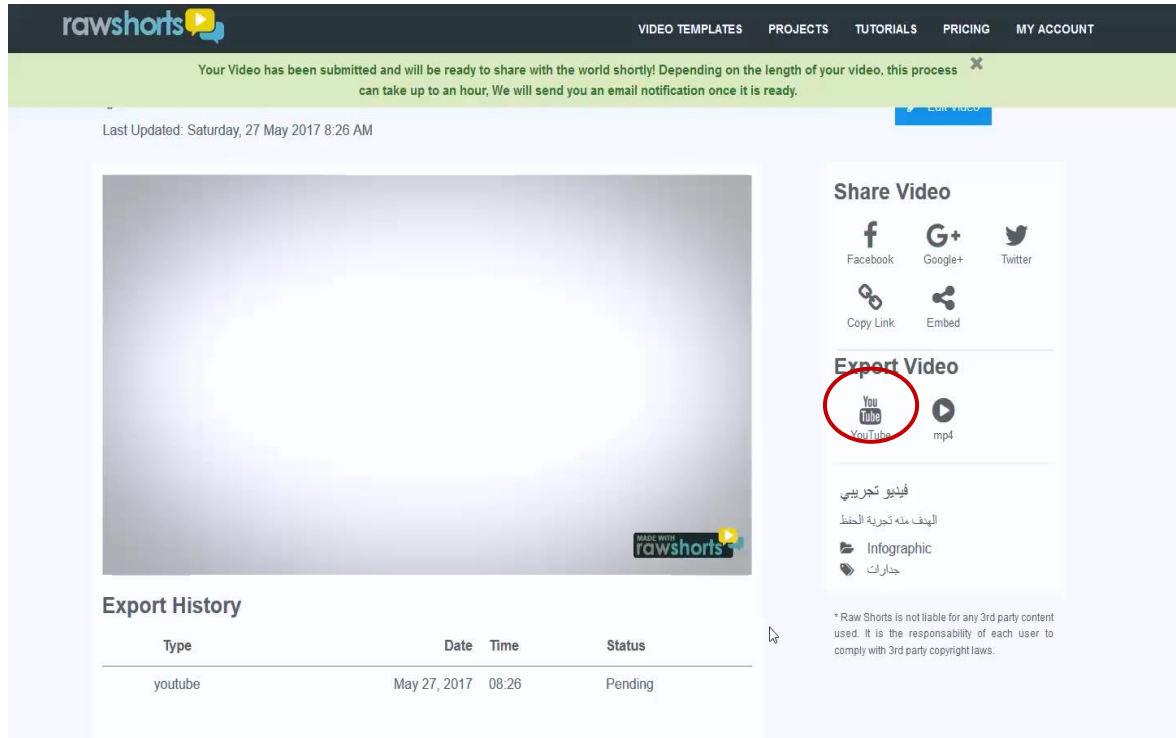 rawshorts
VIDEO TEMPLATES PROJECTS TUTORIALS PRICING MY ACCOUNT
Your Video has been submitted and will be ready to share with the world shortly! Depending on the length of your video, this process
can take up to an hour, We will send you an email notification once it is ready.
Edit Video
Last Updated: Saturday, 27 May 2017 8:26 AM
MADE WITH
rawshorts
Export History
Type Date Time Status
youtube May 27, 2017 08:26 Pending
Share Video
Facebook Google+ Twitter
Copy Link Embed
Export Video
You
Tube
YouTube mp4
فيديو تجريبي
الهدف منه تجربة الحفظ
Infographic
جدارات
* Raw Shorts is not liable for any 3rd party content
used. It is the responsability of each user to
comply with 3rd party copyright laws.